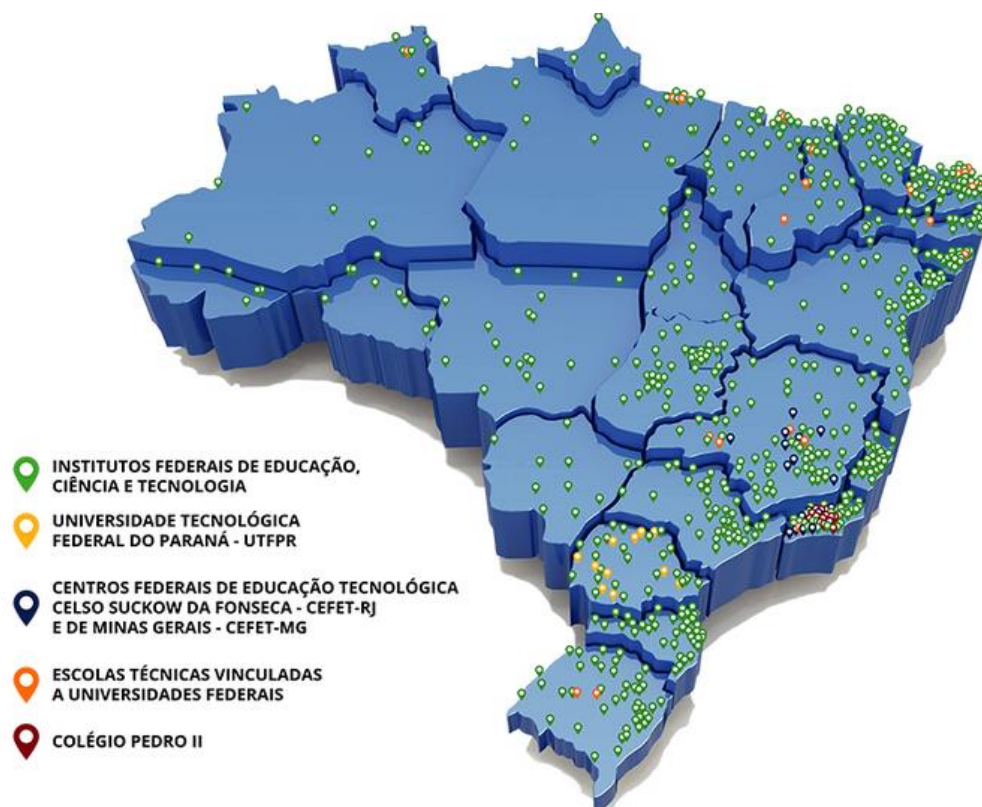 INSTITUTOS FEDERAIS DE EDUCAÇÃO,
CIÊNCIA E TECNOLOGIA
UNIVERSIDADE TECNOLÓGICA
FEDERAL DO PARANÁ - UTFPR
CENTROS FEDERAIS DE EDUCAÇÃO TECNOLÓGICA
CELSO SUCKOW DA FONSECA - CEFET-RJ
E DE MINAS GERAIS - CEFET-MG
ESCOLAS TÉCNICAS VINCULADAS
A UNIVERSIDADES FEDERAIS
COLÉGIO PEDRO II